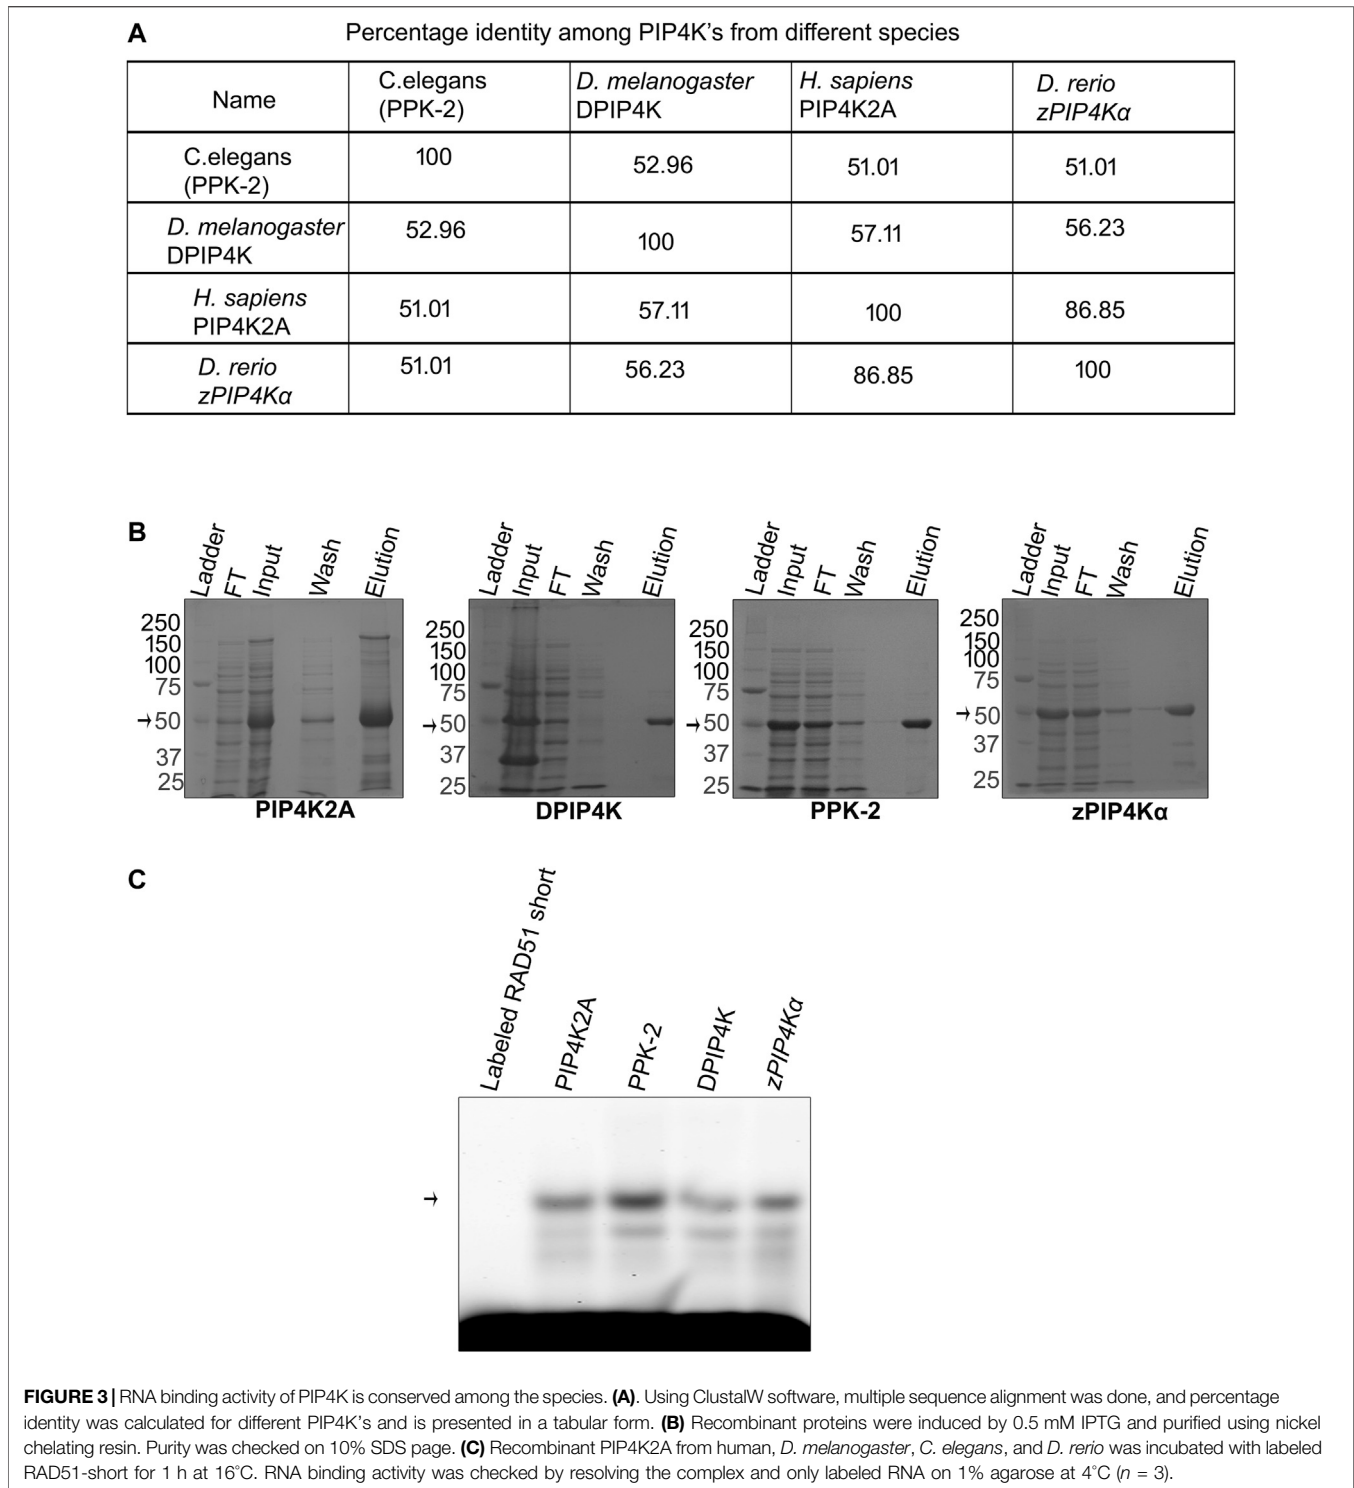 A
Percentage identity among PIP4K's from different species
Name
C.elegans
(PPK-2)
D. melanogaster
DPIP4K
H. sapiens
PIP4K2A
D. rerio
zPIP4Kα
C.elegans
(PPK-2)
100
52.96
51.01
51.01
D. melanogaster
DPIP4K
52.96
100
57.11
56.23
H. sapiens
PIP4K2A
51.01
57.11
100
86.85
D. rerio
zPIP4Kα
51.01
56.23
86.85
100
B
Ladder
FT
Input
Wash
Elution
250
150
100
75
→50
37
25
PIP4K2A
Ladder
Input
FT
Wash
Elution
250
150
100
75
→50
37
25
DPIP4K
Ladder
Input
FT
Wash
Elution
250
150
100
75
→50
37
25
PPK-2
Ladder
Input
FT
Wash
Elution
250
150
100
75
→50
37
25
zPIP4Kα
C
Labeled RAD51 short
PIP4K2A
PPK-2
DPIP4K
zPIP4Kα
→
FIGURE 3 | RNA binding activity of PIP4K is conserved among the species. (A). Using ClustalW software, multiple sequence alignment was done, and percentage
identity was calculated for different PIP4K's and is presented in a tabular form. (B) Recombinant proteins were induced by 0.5 mM IPTG and purified using nickel
chelating resin. Purity was checked on 10% SDS page. (C) Recombinant PIP4K2A from human, D. melanogaster, C. elegans, and D. rerio was incubated with labeled
RAD51-short for 1 h at 16°C. RNA binding activity was checked by resolving the complex and only labeled RNA on 1% agarose at 4°C (n = 3).